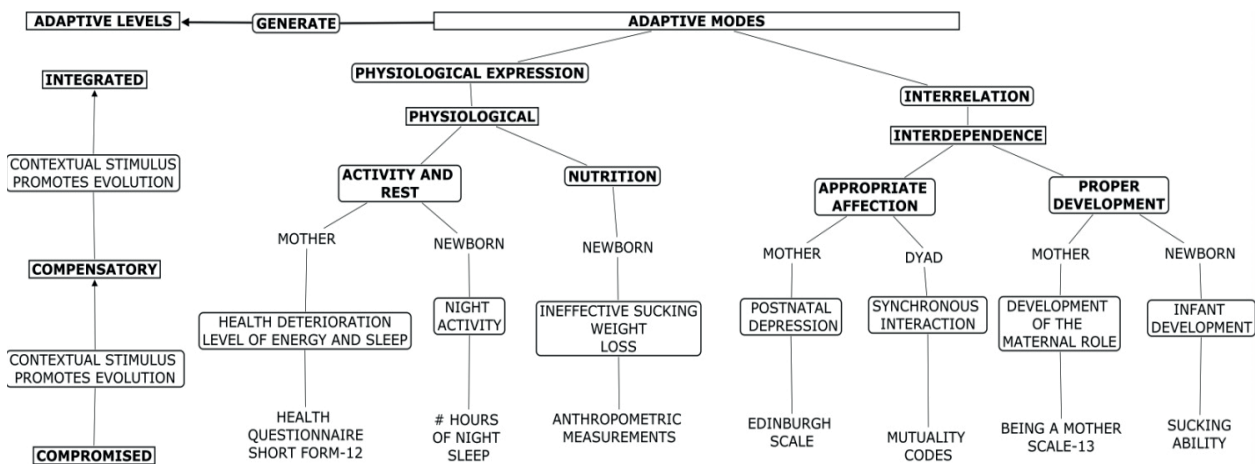 ADAPTIVE LEVELS
GENERATE
ADAPTIVE MODES
INTEGRATED
CONTEXTUAL STIMULUS
PROMOTES EVOLUTION
COMPENSATORY
CONTEXTUAL STIMULUS
PROMOTES EVOLUTION
COMPROMISED
PHYSIOLOGICAL EXPRESSION
PHYSIOLOGICAL
ACTIVITY AND
REST
MOTHER
HEALTH DETERIORATION
LEVEL OF ENERGY AND SLEEP
HEALTH
QUESTIONNAIRE
SHORT FORM-12
NEWBORN
NIGHT
ACTIVITY
# HOURS
OF NIGHT
SLEEP
NUTRITION
NEWBORN
INEFFECTIVE SUCKING
WEIGHT
LOSS
ANTHROPOMETRIC
MEASUREMENTS
INTERRELATION
INTERDEPENDENCE
APPROPRIATE
AFFECTION
MOTHER
POSTNATAL
DEPRESSION
EDINBURGH
SCALE
DYAD
SYNCHRONOUS
INTERACTION
MUTUALITY
CODES
PROPER
DEVELOPMENT
MOTHER
DEVELOPMENT
OF THE
MATERNAL ROLE
BEING A MOTHER
SCALE-13
NEWBORN
INFANT
DEVELOPMENT
SUCKING
ABILITY